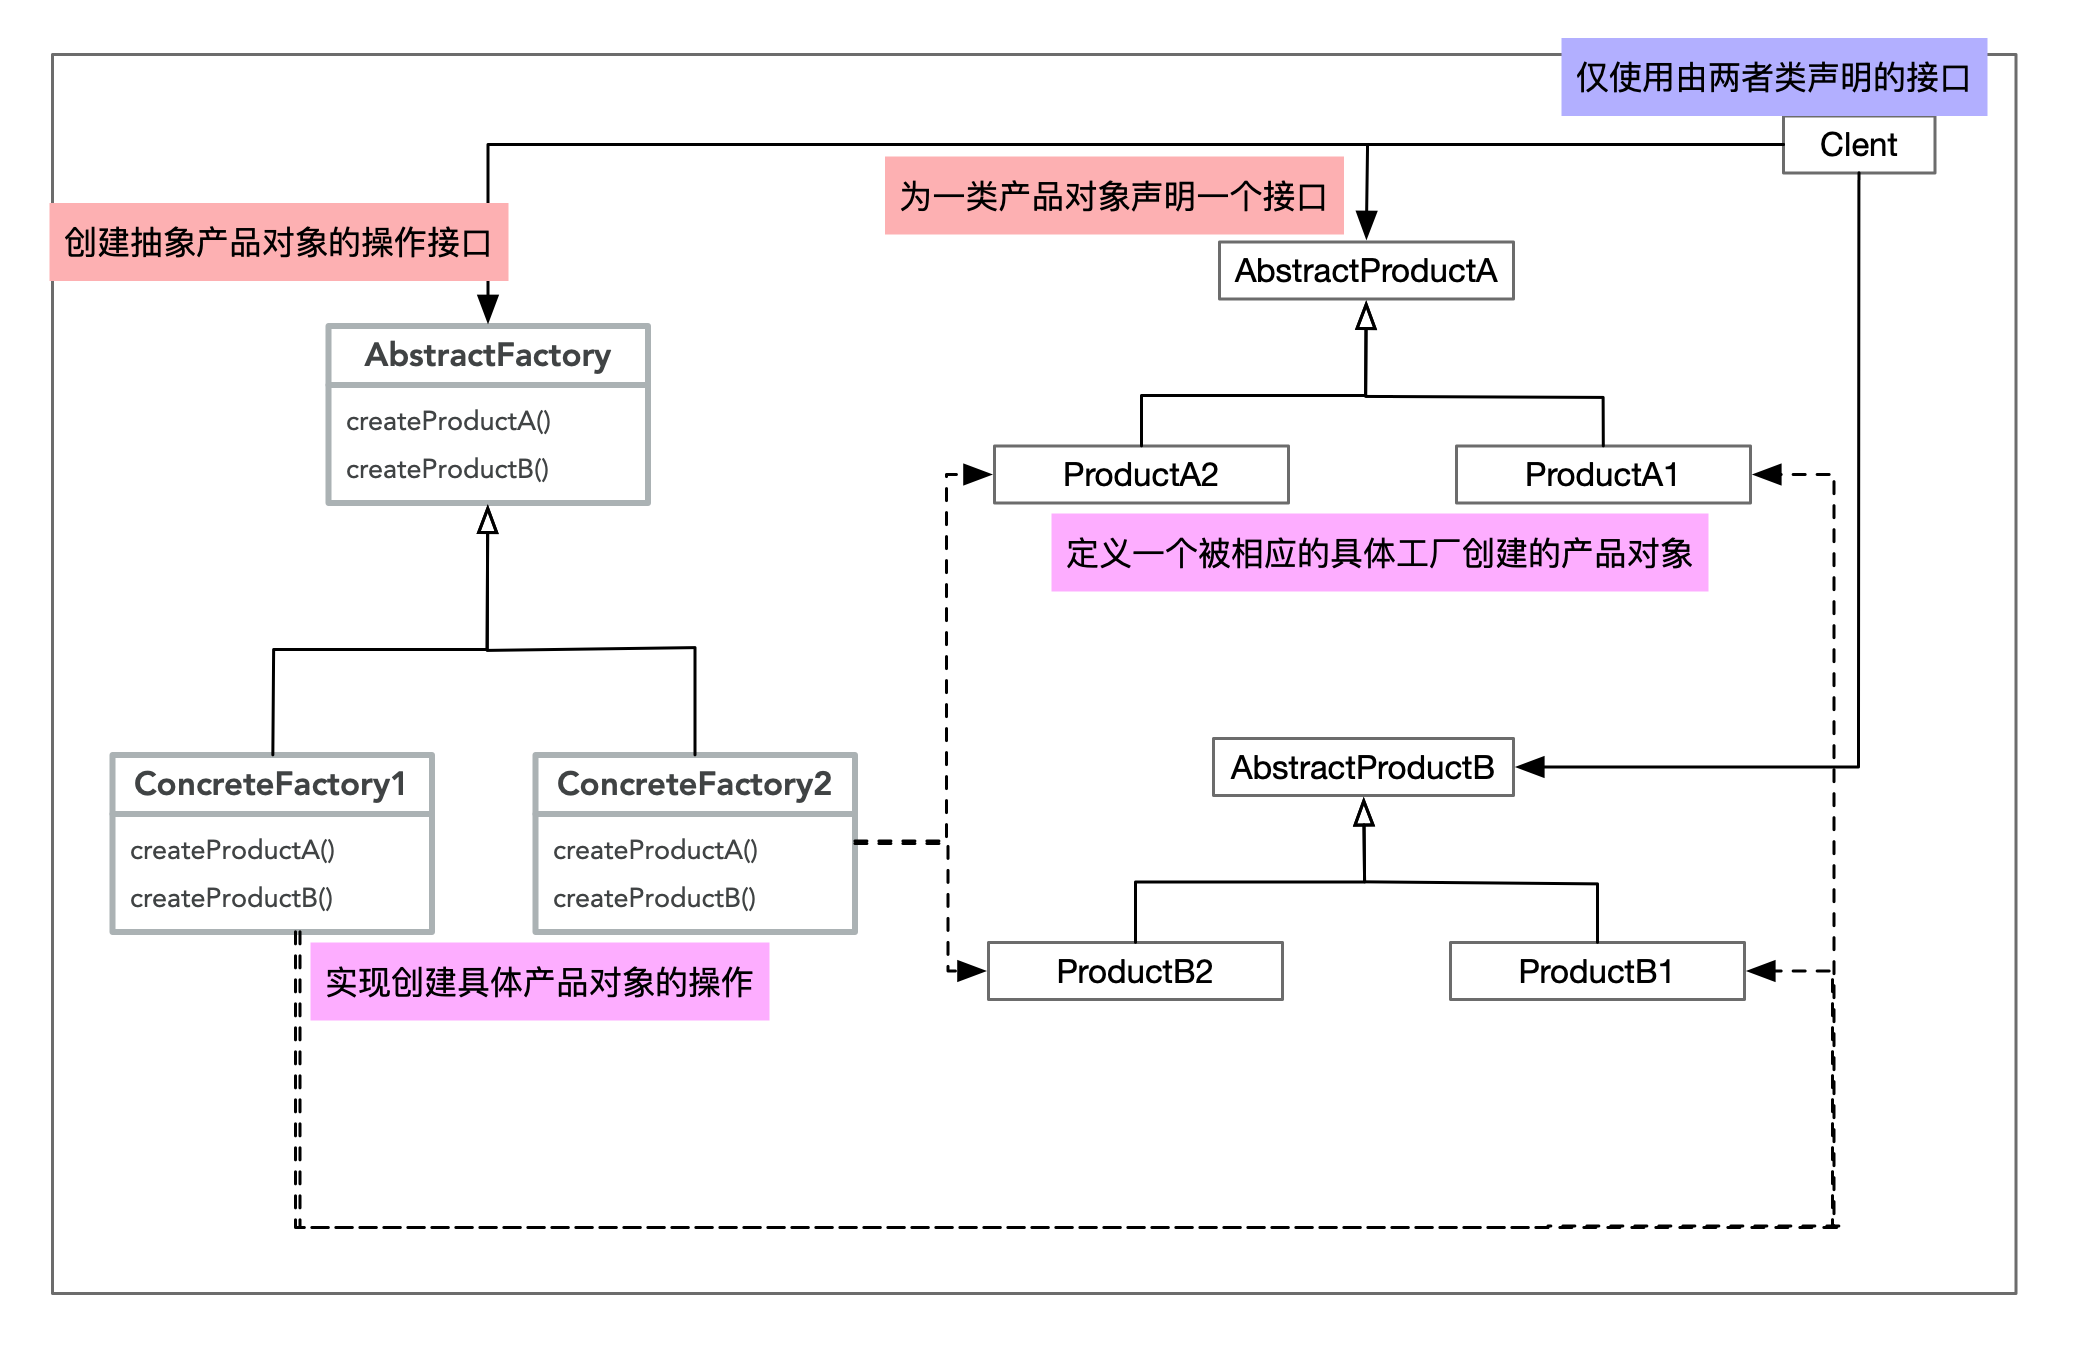 仅使用由两者类声明的接口
Clent
为一类产品对象声明一个接口
创建抽象产品对象的操作接口
AbstractProductA
AbstractFactory
createProductA()
createProductB()
ProductA2
ProductA1
定义一个被相应的具体工厂创建的产品对象
AbstractProductB
ConcreteFactory1
createProductA()
createProductB()
ConcreteFactory2
createProductA()
createProductB()
实现创建具体产品对象的操作
ProductB2
ProductB1